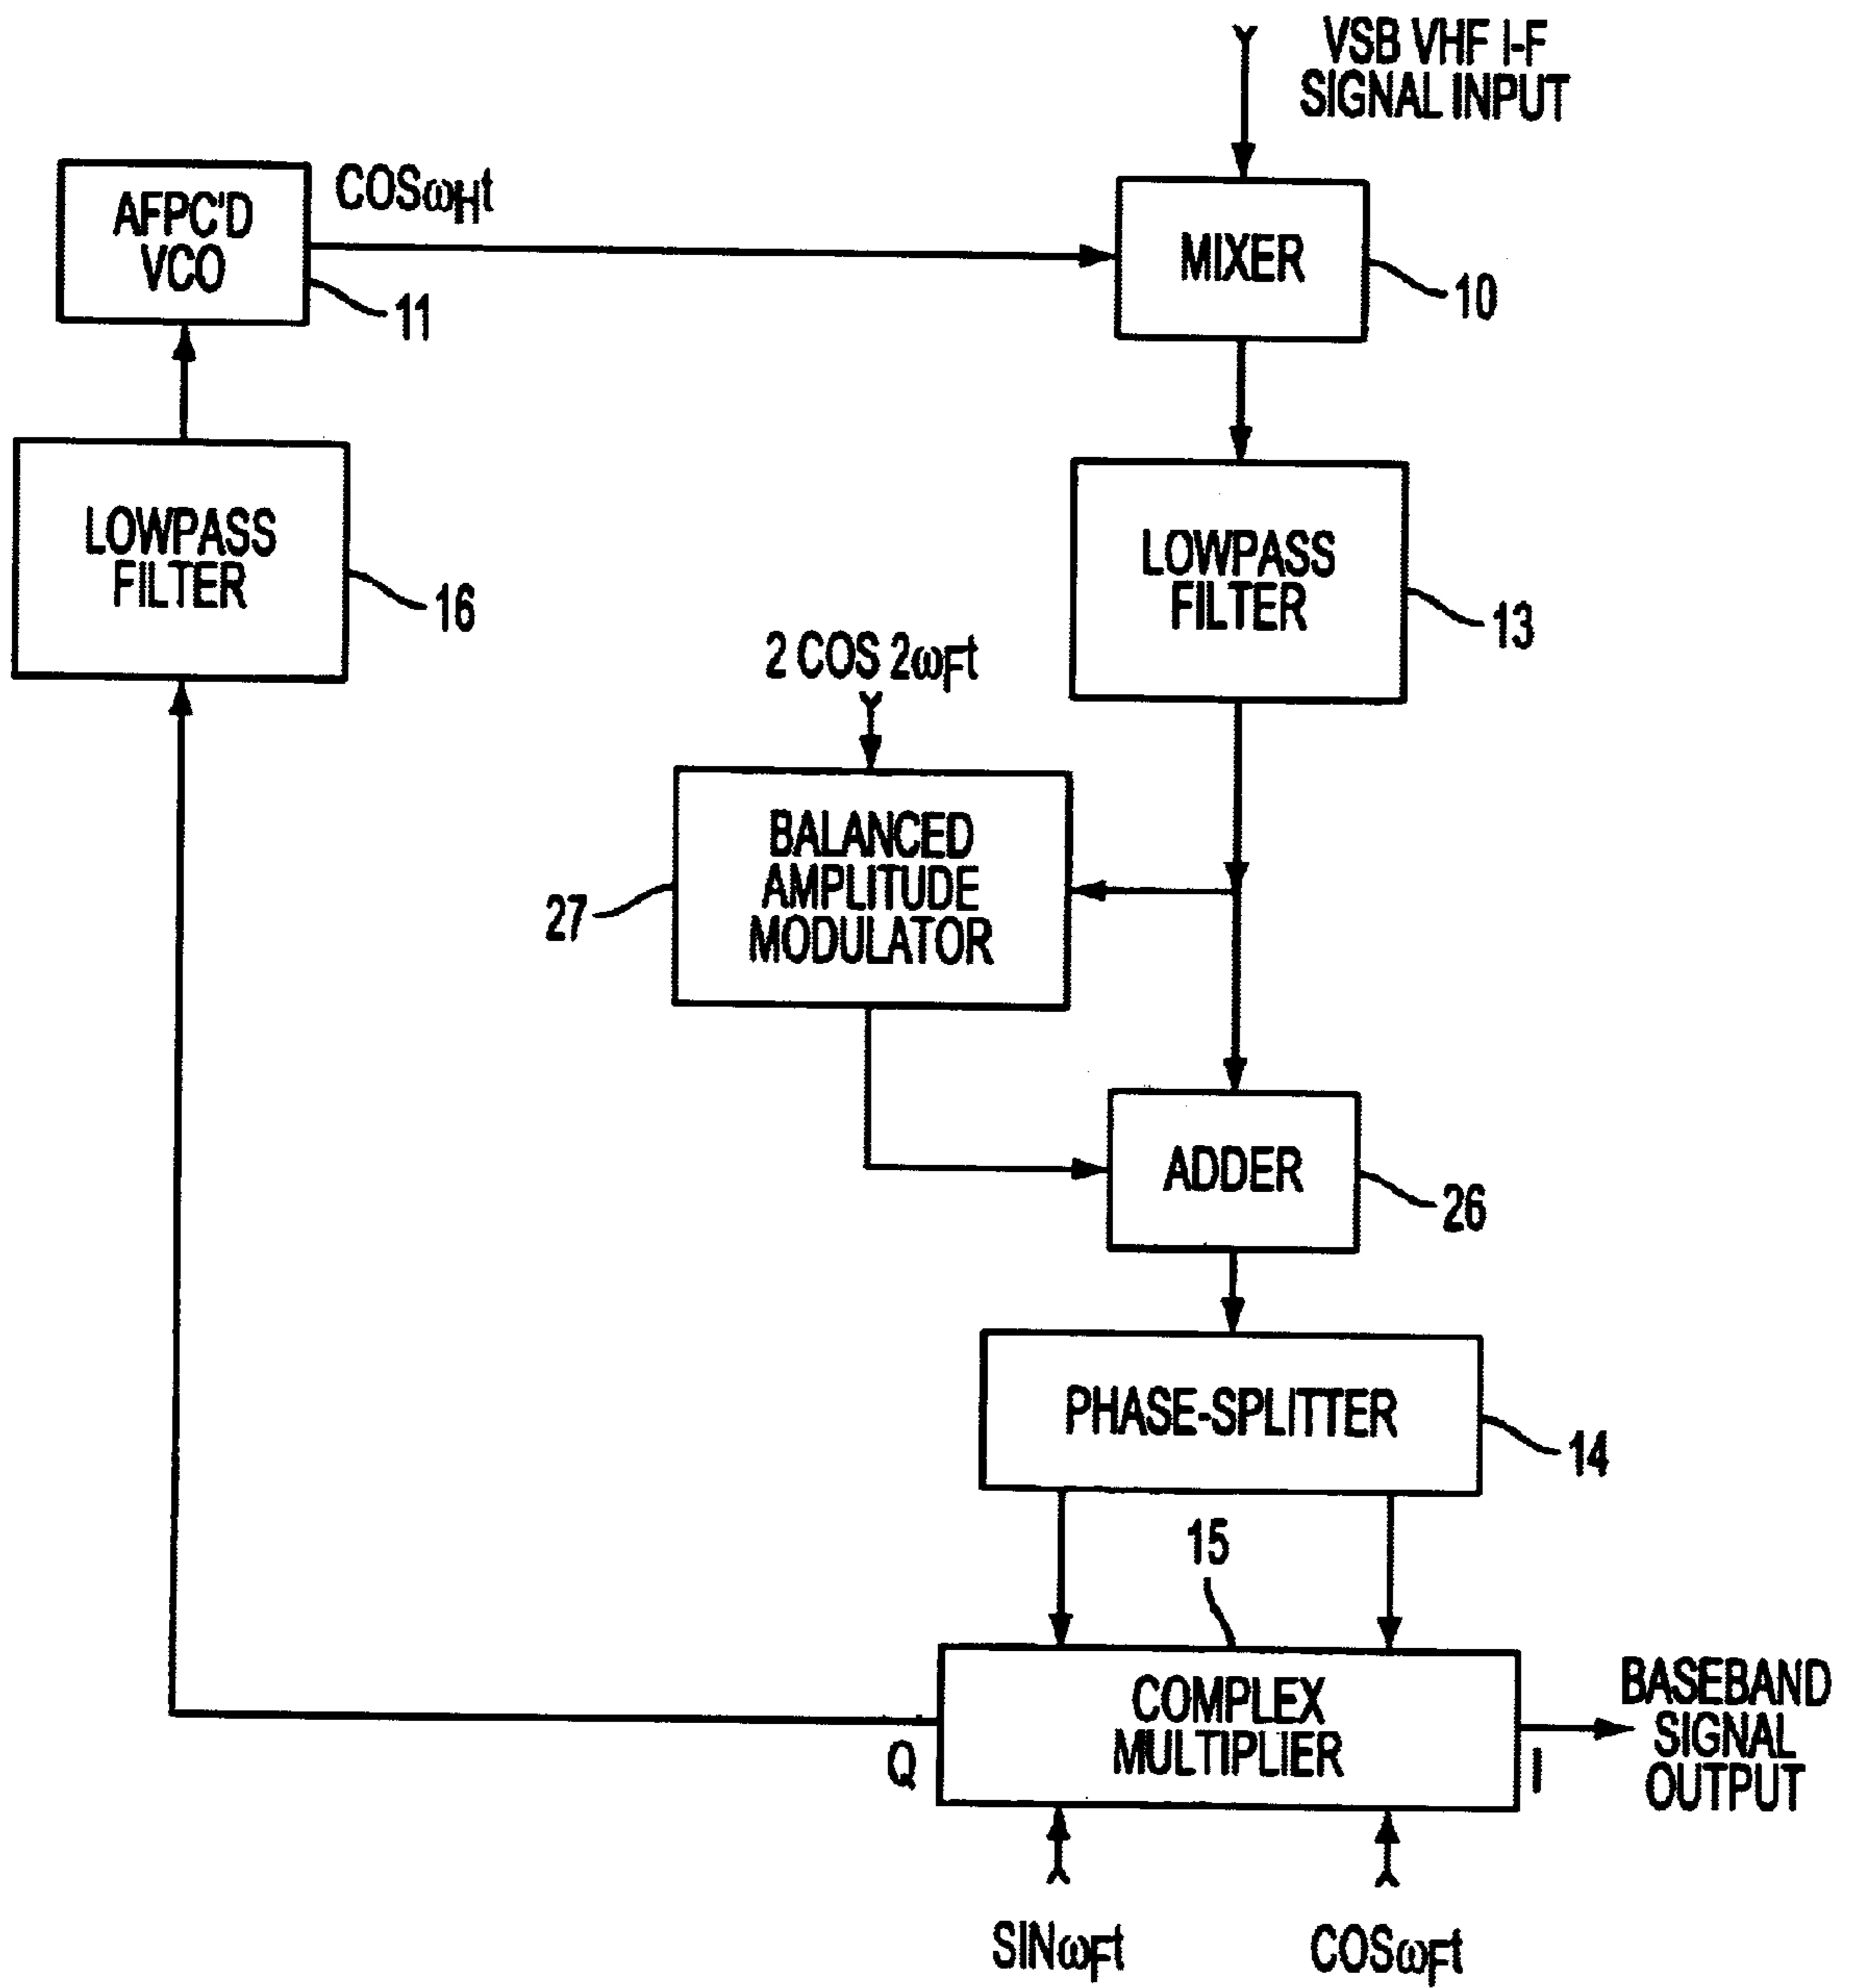 VSB VHF I-F
SIGNAL INPUT
AFPC'D
VCO
11
COSωHt
MIXER
10
LOWPASS
FILTER
16
LOWPASS
FILTER
13
2 COS 2ωFt
BALANCED
AMPLITUDE
MODULATOR
27
ADDER
26
PHASE-SPLITTER
14
15
COMPLEX
MULTIPLIER
Q
I
BASEBAND
SIGNAL
OUTPUT
SINωFt
COSωFt